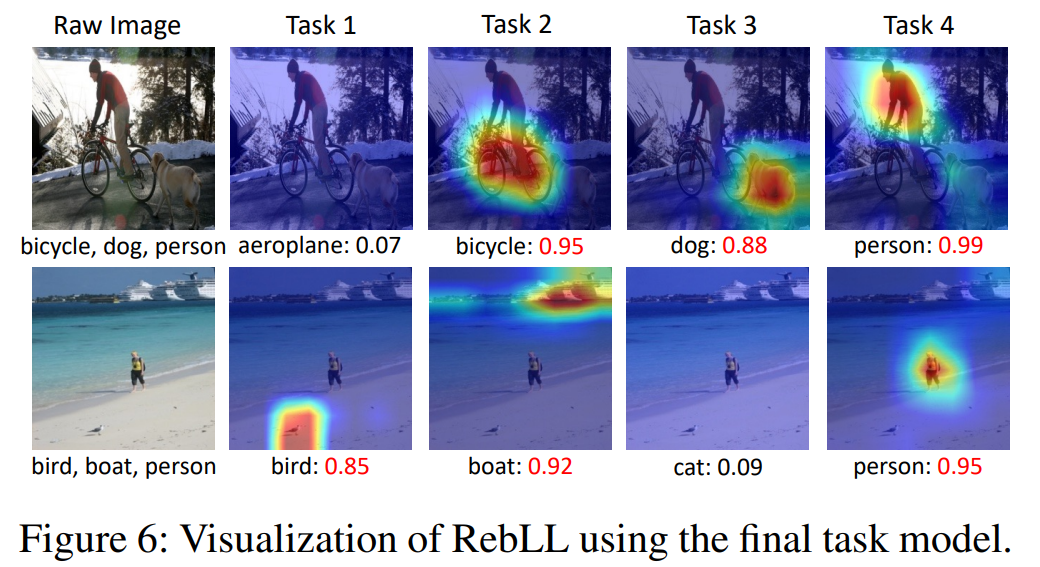 Raw Image Task 1 Task 2 Task 3 Task 4
bicycle, dog, person aeroplane: 0.07 bicycle: 0.95 dog: 0.88 person: 0.99
bird, boat, person bird: 0.85 boat: 0.92 cat: 0.09 person: 0.95
Figure 6: Visualization of RebLL using the final task model.